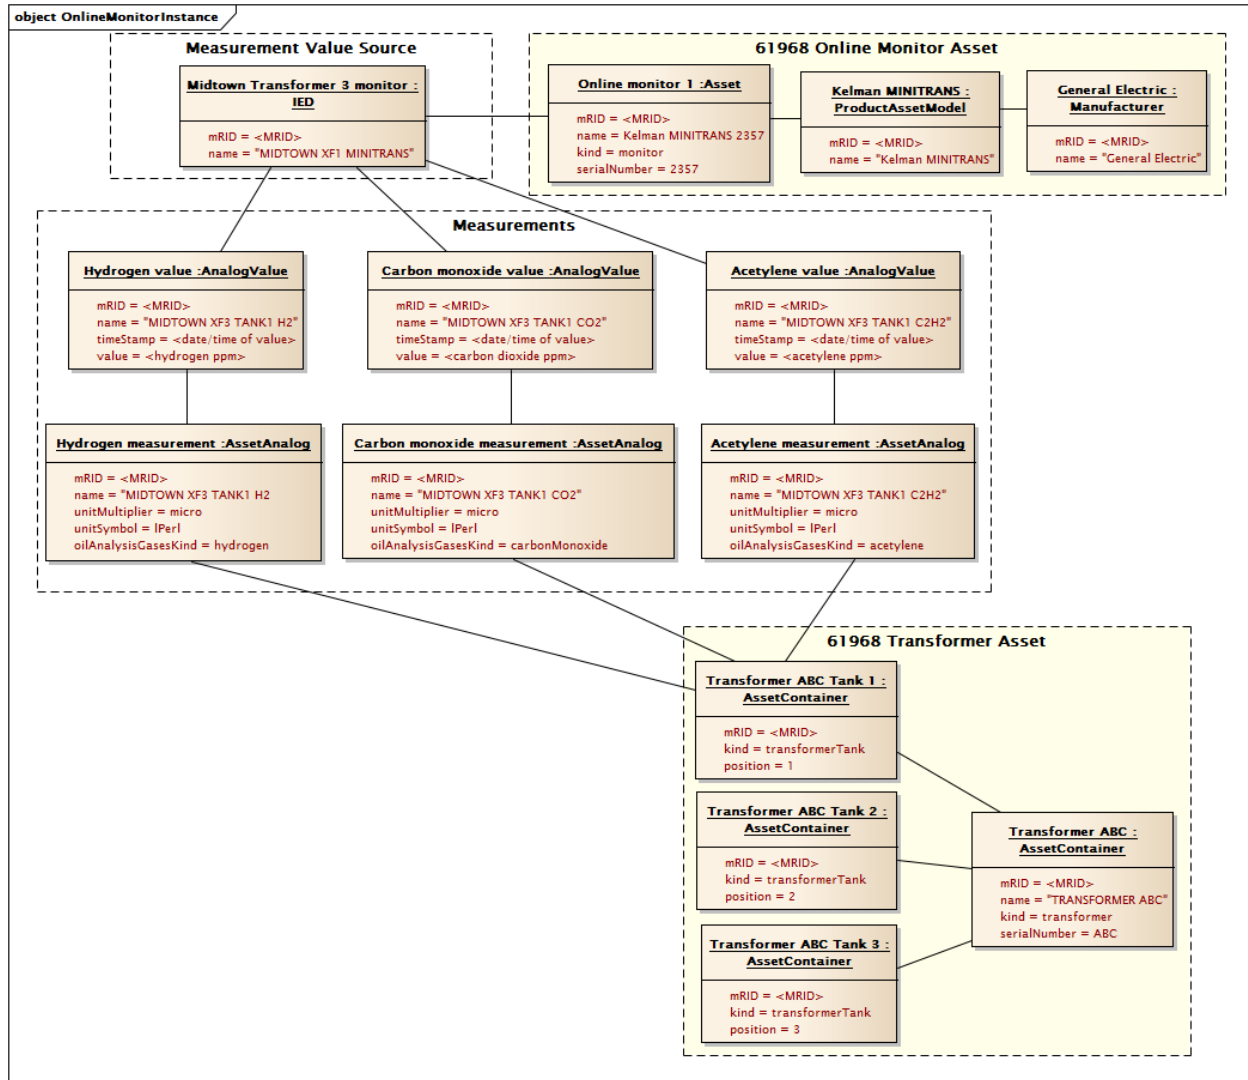 object OnlineMonitorInstance
Measurement Value Source
Midtown Transformer 3 monitor :
IED
mRID = <MRID>
name = "MIDTOWN XF1 MINITRANS"
61968 Online Monitor Asset
Online monitor 1 :Asset
mRID = <MRID>
name = Kelman MINITRANS 2357
kind = monitor
serialNumber = 2357
Kelman MINITRANS :
ProductAssetModel
mRID = <MRID>
name = "Kelman MINITRANS"
General Electric :
Manufacturer
mRID = <MRID>
name = "General Electric"
Measurements
Hydrogen value :AnalogValue
mRID = <MRID>
name = "MIDTOWN XF3 TANK1 H2"
timeStamp = <date/time of value>
value = <hydrogen ppm>
Carbon monoxide value :AnalogValue
mRID = <MRID>
name = "MIDTOWN XF3 TANK1 CO2"
timeStamp = <date/time of value>
value = <carbon dioxide ppm>
Acetylene value :AnalogValue
mRID = <MRID>
name = "MIDTOWN XF3 TANK1 C2H2"
timeStamp = <date/time of value>
value = <acetylene ppm>
Hydrogen measurement :AssetAnalog
mRID = <MRID>
name = "MIDTOWN XF3 TANK1 H2
unitMultiplier = micro
unitSymbol = lPerl
oilAnalysisGasesKind = hydrogen
Carbon monoxide measurement :AssetAnalog
mRID = <MRID>
name = "MIDTOWN XF3 TANK1 CO2"
unitMultiplier = micro
unitSymbol = lPerl
oilAnalysisGasesKind = carbonMonoxide
Acetylene measurement :AssetAnalog
mRID = <MRID>
name = "MIDTOWN XF3 TANK1 C2H2"
unitMultiplier = micro
unitSymbol = lPerl
oilAnalysisGasesKind = acetylene
61968 Transformer Asset
Transformer ABC Tank 1 :
AssetContainer
mRID = <MRID>
kind = transformerTank
position = 1
Transformer ABC Tank 2 :
AssetContainer
mRID = <MRID>
kind = transformerTank
position = 2
Transformer ABC Tank 3 :
AssetContainer
mRID = <MRID>
kind = transformerTank
position = 3
Transformer ABC :
AssetContainer
mRID = <MRID>
name = "TRANSFORMER ABC"
kind = transformer
serialNumber = ABC